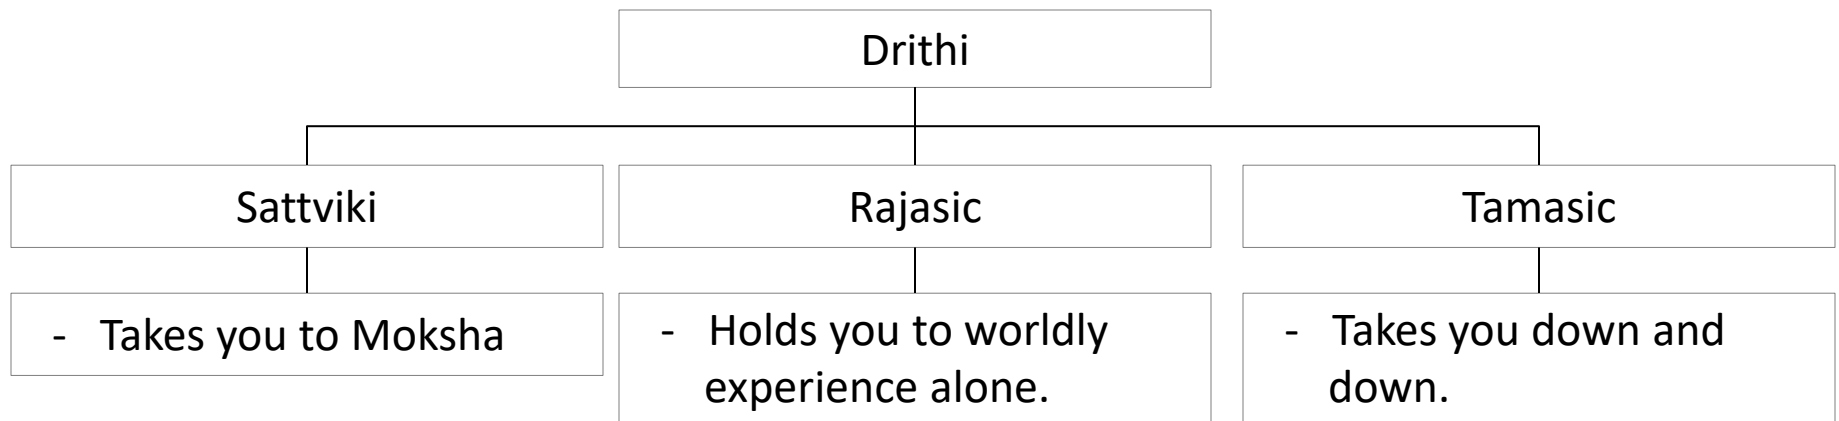 Drithi
Sattviki
Rajasic
Tamasic
- Takes you to Moksha
- Holds you to worldly
experience alone.
- Takes you down and
down.